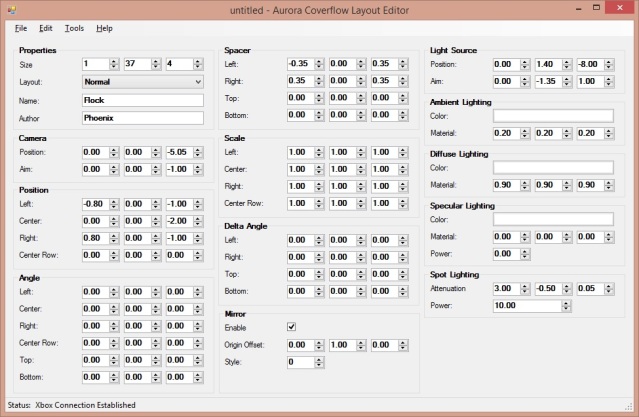 untitled - Aurora Coverflow Layout Editor
File Edit Tools Help
Properties
Size 1 37 4
Layout: Normal
Name: Flock
Author Phoenix
Camera
Position: 0.00 0.00 -5.05
Aim: 0.00 0.00 -1.00
Position
Left: -0.80 0.00 -1.00
Center: 0.00 0.00 -2.00
Right: 0.80 0.00 -1.00
Center Row: 0.00 0.00 0.00
Angle
Left: 0.00 0.00 0.00
Center: 0.00 0.00 0.00
Right: 0.00 0.00 0.00
Center Row: 0.00 0.00 0.00
Top: 0.00 0.00 0.00
Bottom: 0.00 0.00 0.00
Spacer
Left: -0.35 0.00 0.35
Right: 0.35 0.00 0.35
Top: 0.00 0.00 0.00
Bottom: 0.00 0.00 0.00
Scale
Left: 1.00 1.00 1.00
Center: 1.00 1.00 1.00
Right: 1.00 1.00 1.00
Center Row: 1.00 1.00 1.00
Delta Angle
Left: 0.00 0.00 0.00
Right: 0.00 0.00 0.00
Top: 0.00 0.00 0.00
Bottom: 0.00 0.00 0.00
Mirror
Enable
Origin Offset: 0.00 1.00 0.00
Style: 0
Light Source
Position: 0.00 1.40 -8.00
Aim: 0.00 -1.35 1.00
Ambient Lighting
Color:
Material: 0.20 0.20 0.20
Diffuse Lighting
Color:
Material: 0.90 0.90 0.90
Specular Lighting
Color:
Material: 0.00 0.00 0.00
Power: 0.00
Spot Lighting
Attenuation 3.00 -0.50 0.05
Power: 10.00
Status: Xbox Connection Established